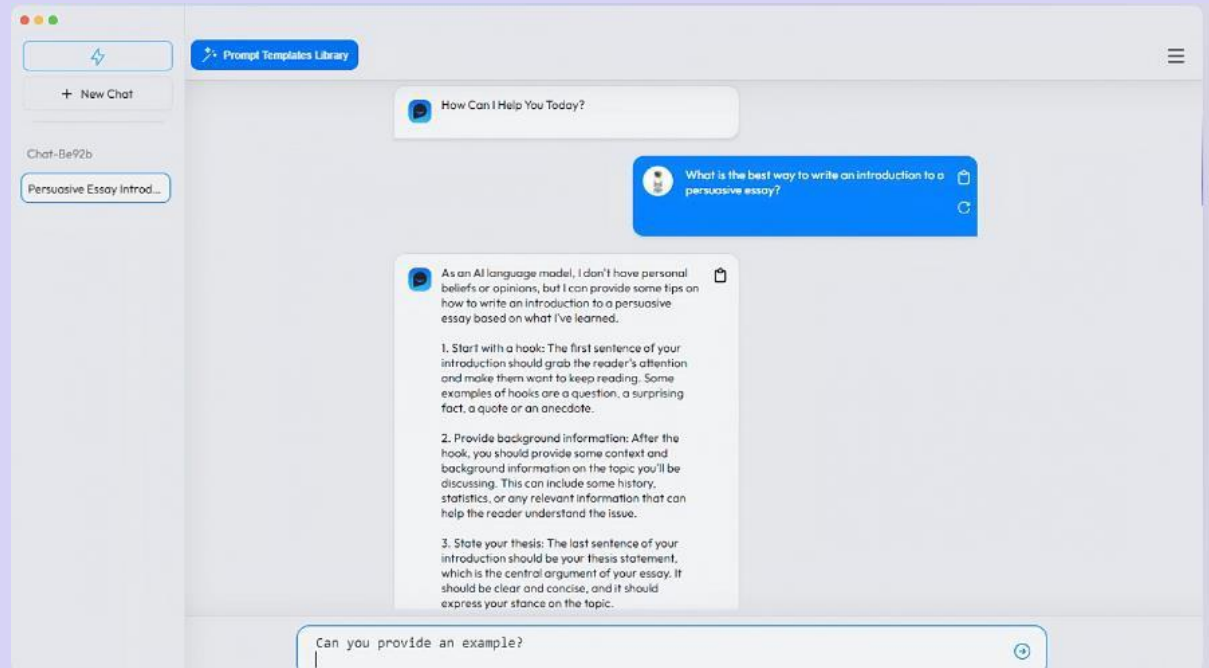 Prompt Templates Library
+ New Chat
Chat-Be92b
Persuasive Essay Introd...
How Can I Help You Today?
What is the best way to write an introduction to a
persuasive essay?
As an AI language model, I don't have personal
beliefs or opinions, but I can provide some tips on
how to write an introduction to a persuasive
essay based on what I've learned.
1. Start with a hook: The first sentence of your
introduction should grab the reader's attention
and make them want to keep reading. Some
examples of hooks are a question, a surprising
fact, a quote or an anecdote.
2. Provide background information: After the
hook, you should provide some context and
background information on the topic you'll be
discussing. This can include some history,
statistics, or any relevant information that can
help the reader understand the issue.
3. State your thesis: The last sentence of your
introduction should be your thesis statement,
which is the central argument of your essay. It
should be clear and concise, and it should
express your stance on the topic.
Can you provide an example?